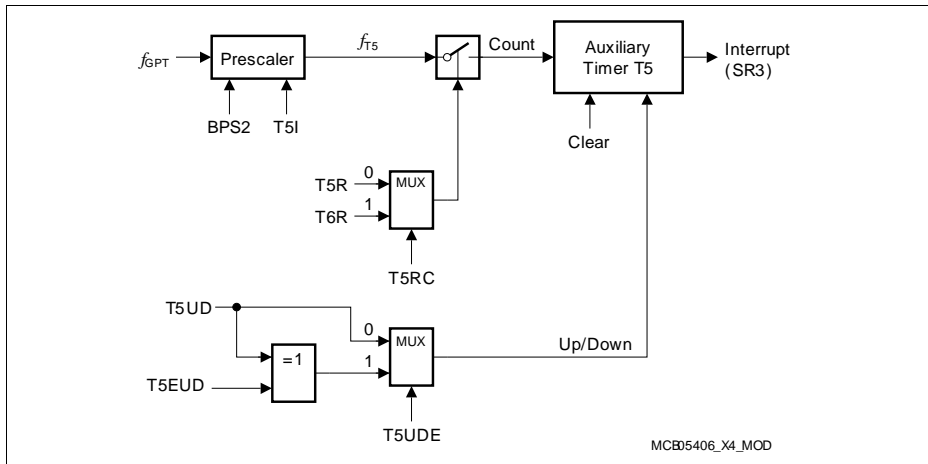 fGPT
Prescaler
fT5
Count
Auxiliary
Timer T5
Interrupt
(SR3)
BPS2
T5I
Clear
T5R
0
MUX
T6R
1
T5RC
T5UD
0
MUX
=1
1
Up/Down
T5EUD
T5UDE
MCB05406_X4_MOD